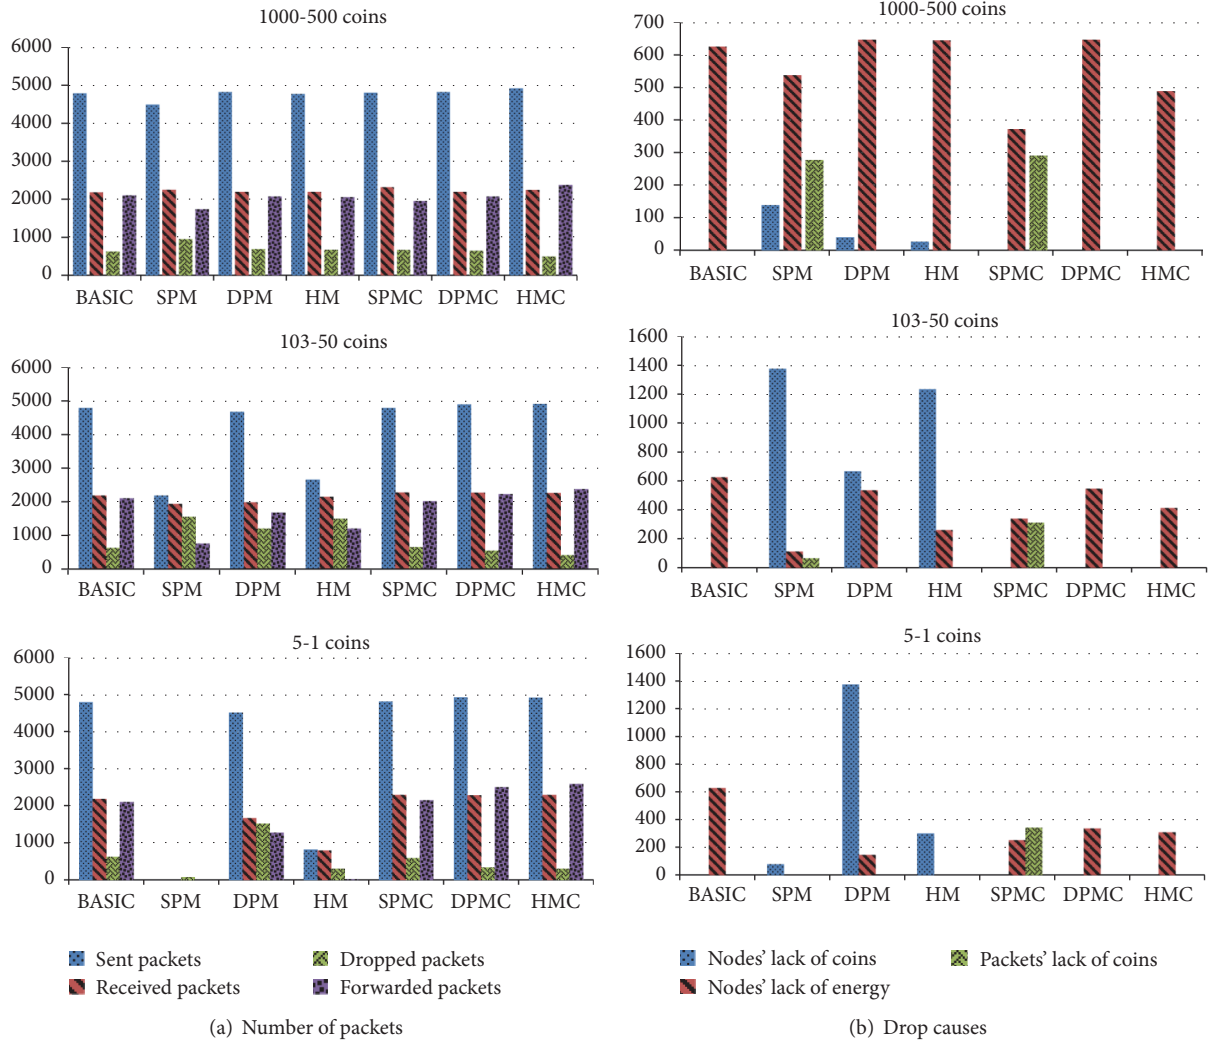 1000-500 coins
6000
5000
4000
3000
2000
1000
0
BASIC SPM DPM HM SPMC DPMC HMC
103-50 coins
6000
5000
4000
3000
2000
1000
0
BASIC SPM DPM HM SPMC DPMC HMC
5-1 coins
6000
5000
4000
3000
2000
1000
0
BASIC SPM DPM HM SPMC DPMC HMC
Sent packets
Received packets
Dropped packets
Forwarded packets
(a) Number of packets
1000-500 coins
700
600
500
400
300
200
100
0
BASIC SPM DPM HM SPMC DPMC HMC
103-50 coins
1600
1400
1200
1000
800
600
400
200
0
BASIC SPM DPM HM SPMC DPMC HMC
5-1 coins
1600
1400
1200
1000
800
600
400
200
0
BASIC SPM DPM HM SPMC DPMC HMC
Nodes' lack of coins
Nodes' lack of energy
Packets' lack of coins
(b) Drop causes